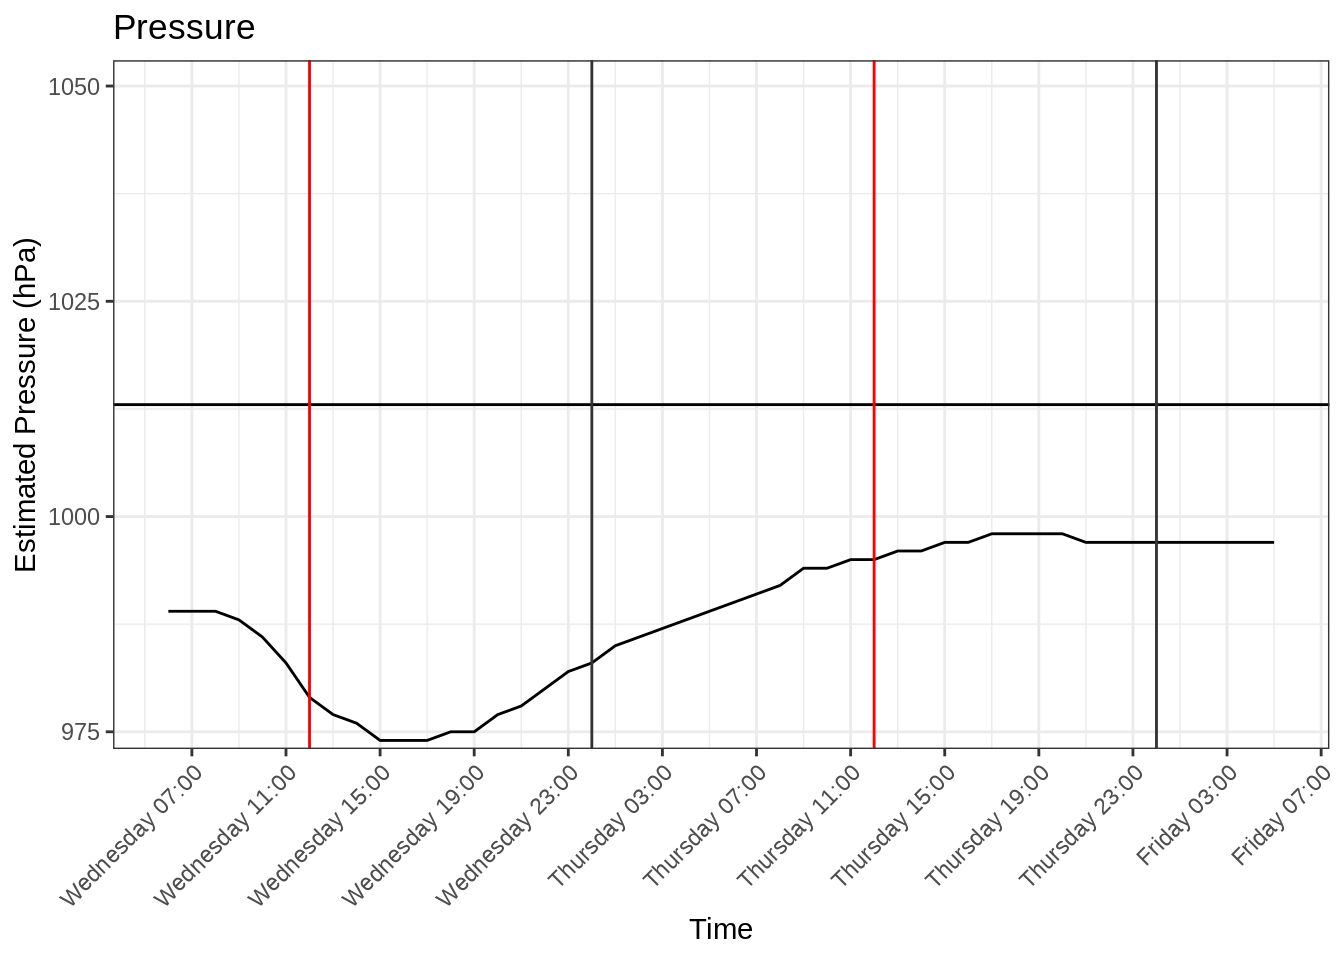 Pressure
Estimated Pressure (hPa)
1050
1025
1000
975
Wednesday 07:00
Wednesday 11:00
Wednesday 15:00
Wednesday 19:00
Wednesday 23:00
Thursday 03:00
Thursday 07:00
Thursday 11:00
Thursday 15:00
Thursday 19:00
Thursday 23:00
Friday 03:00
Friday 07:00
Time